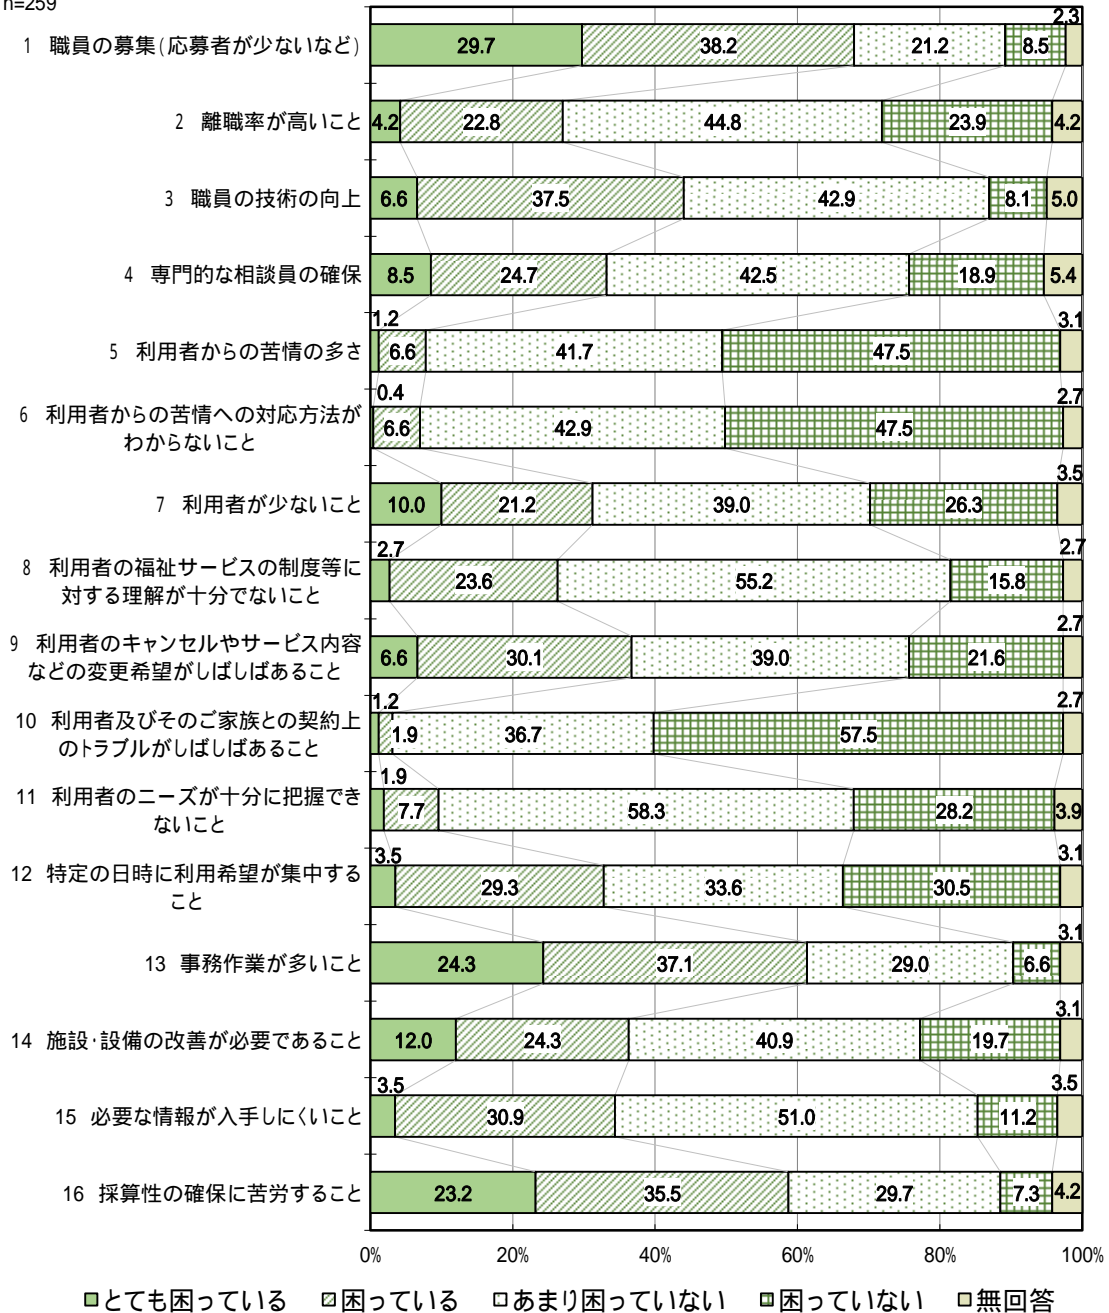 n=259
1 職員の募集(応募者が少ないなど) 29.7 38.2 21.2 8.5 2.3
2 離職率が高いこと 4.2 22.8 44.8 23.9 4.2
3 職員の技術の向上 6.6 37.5 42.9 8.1 5.0
4 専門的な相談員の確保 8.5 24.7 42.5 18.9 5.4
5 利用者からの苦情の多さ 1.2 6.6 41.7 47.5 3.1
6 利用者からの苦情への対応方法が
わからないこと 0.4 6.6 42.9 47.5 2.7
7 利用者が少ないこと 10.0 21.2 39.0 26.3 3.5
8 利用者の福祉サービスの制度等に
対する理解が十分でないこと 2.7 23.6 55.2 15.8 2.7
9 利用者のキャンセルやサービス内容
などの変更希望がしばしばあること 6.6 30.1 39.0 21.6 2.7
10 利用者及びそのご家族との契約上
のトラブルがしばしばあること 1.2 1.9 36.7 57.5 2.7
11 利用者のニーズが十分に把握でき
ないこと 1.9 7.7 58.3 28.2 3.9
12 特定の日時に利用希望が集中する
こと 3.5 29.3 33.6 30.5 3.1
13 事務作業が多いこと 24.3 37.1 29.0 6.6 3.1
14 施設・設備の改善が必要であること 12.0 24.3 40.9 19.7 3.1
15 必要な情報が入手しにくいこと 3.5 30.9 51.0 11.2 3.5
16 採算性の確保に苦労すること 23.2 35.5 29.7 7.3 4.2
0% 20% 40% 60% 80% 100%
とても困っている 困っている あまり困っていない 困っていない 無回答